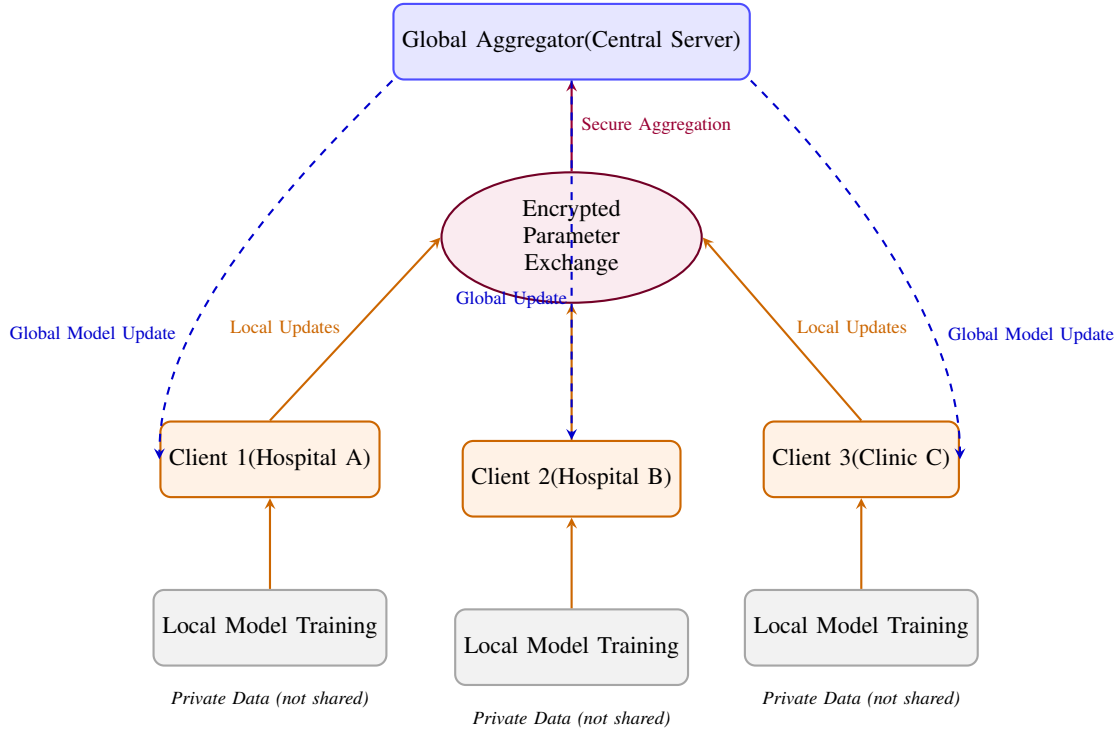 Global Aggregator(Central Server)
Secure Aggregation
Encrypted
Parameter
Exchange
Global Update
Global Model Update
Local Updates
Local Updates
Global Model Update
Client 1(Hospital A)
Client 2(Hospital B)
Client 3(Clinic C)
Local Model Training
Local Model Training
Local Model Training
Private Data (not shared)
Private Data (not shared)
Private Data (not shared)